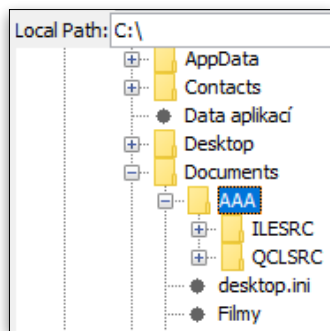 Local Path: C:\
AppData
Contacts
Data aplikací
Desktop
Documents
AAA
ILESRC
QCLSRC
desktop.ini
Filmy